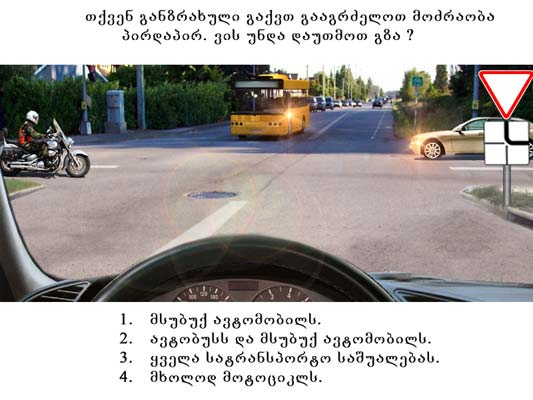 თქვენ განზრახული გაქვთ გააგრძელოთ მოძრაობა
პირდაპირ. ვის უნდა დაუთმოთ გზა ?
1. მსუბუქ ავტომობილს.
2. ავტობუსს და მსუბუქ ავტომობილს.
3. ყველა სატრანსპორტო საშუალებას.
4. მხოლოდ მოტოციკლს.